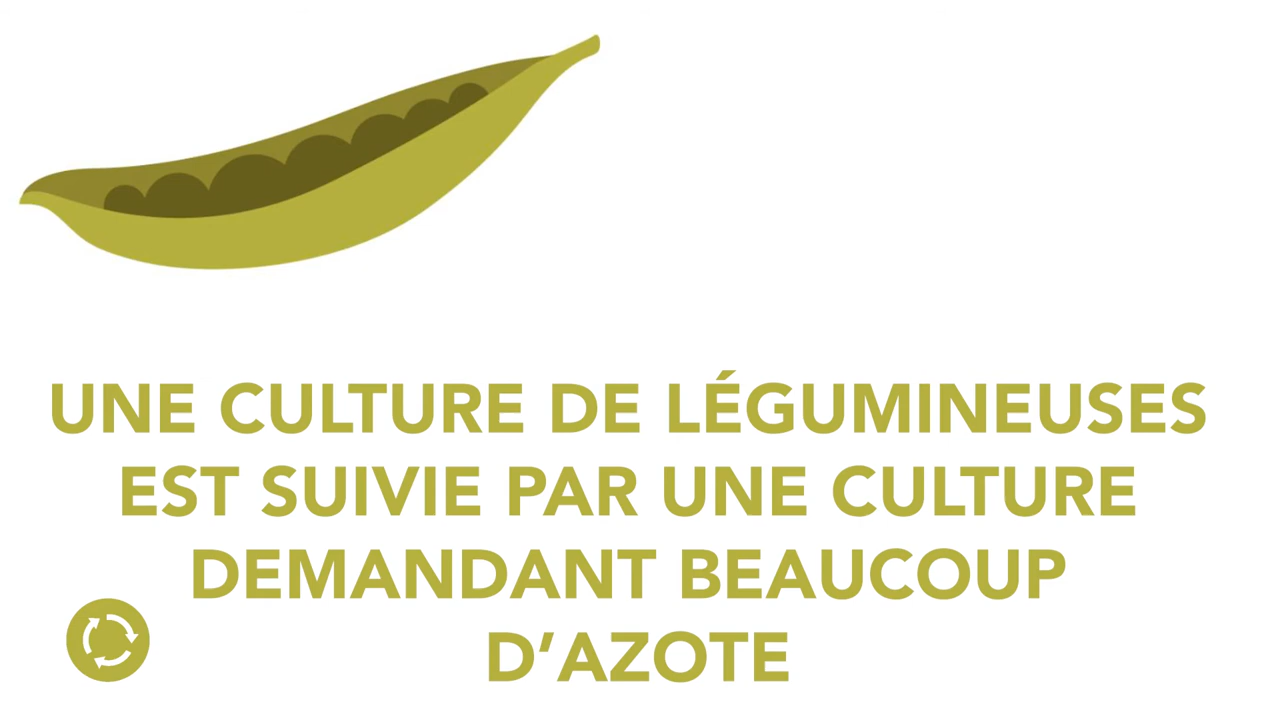 UNE CULTURE DE LÉGUMINEUSES
EST SUIVIE PAR UNE CULTURE
DEMANDANT BEAUCOUP
D’AZOTE